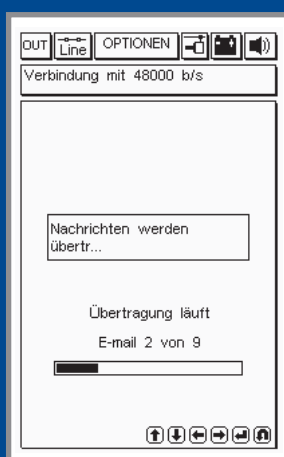 OUT Line OPTIONEN
Verbindung mit 48000 b/s
Nachrichten werden
übertr...
Übertragung läuft
E-mail 2 von 9